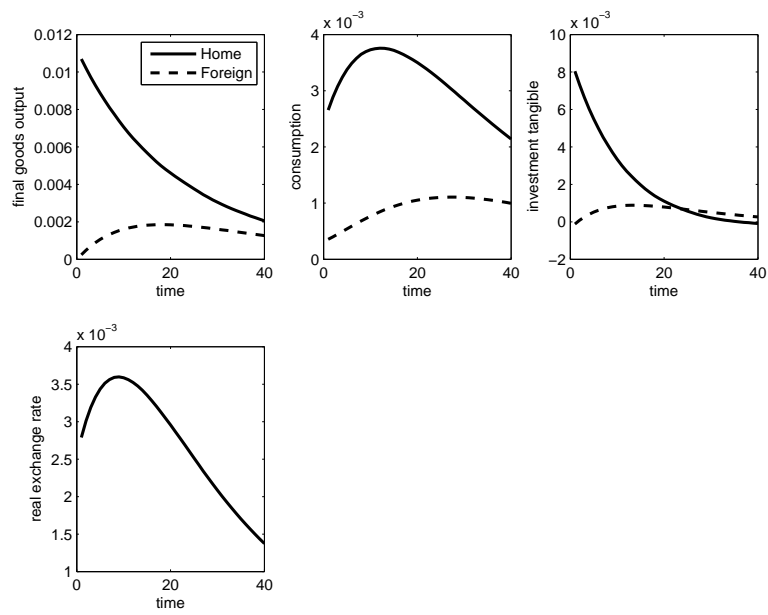 0.012
0.01
0.008
0.006
0.004
0.002
0
final goods output
Home
Foreign
0 20 40
time
x 10⁻³
4
3
2
1
0
consumption
0 20 40
time
x 10⁻³
10
8
6
4
2
0
−2
investment tangible
0 20 40
time
x 10⁻³
4
3.5
3
2.5
2
1.5
1
real exchange rate
0 20 40
time